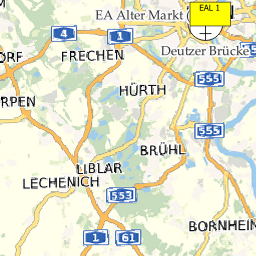 EAL 1
EA Alter Markt (
4
1
Deutzer Brücke
FRECHEN
555
HÜRTH
RPEN
555
BRÜHL
LIBLAR
LECHENICH
553
BORNHEIM
1
61